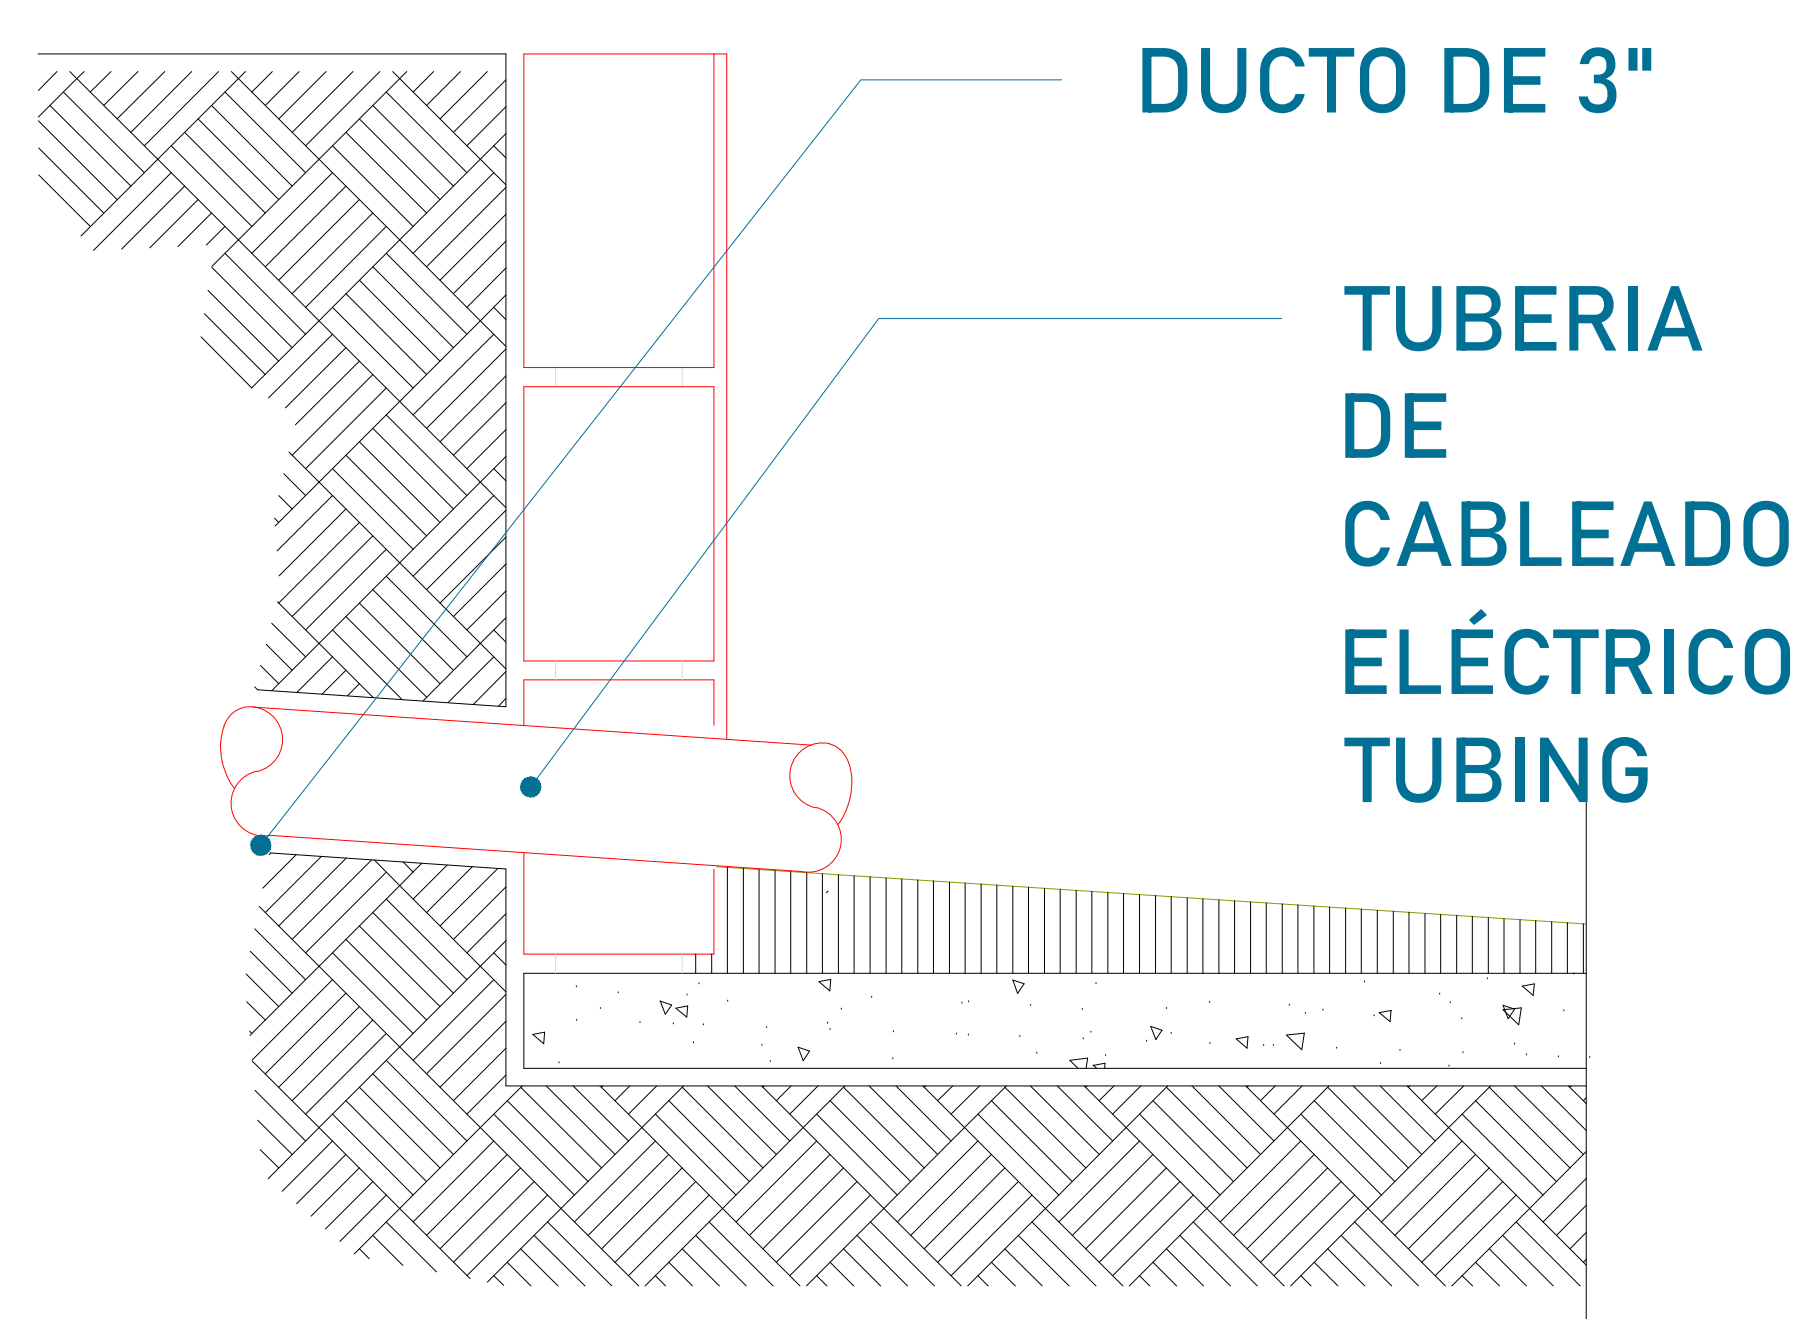 DUCTO DE 3"
TUBERIA
DE
CABLEADO
ELÉCTRICO
TUBING